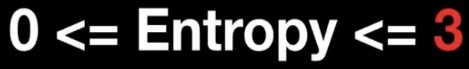 0 <= Entropy <= 3